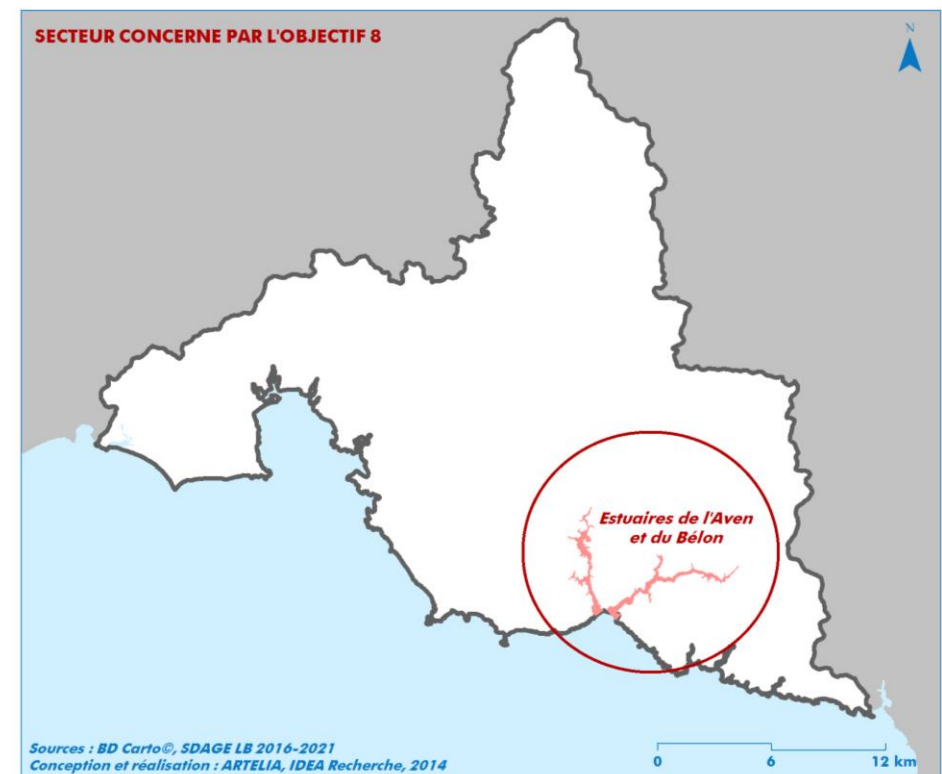 SECTEUR CONCERNE PAR L'OBJECTIF 8
N
Estuaires de l'Aven
et du Bélon
Sources : BD Carto©, SDAGE LB 2016-2021
Conception et réalisation : ARTELIA, IDEA Recherche, 2014
0 6 12 km